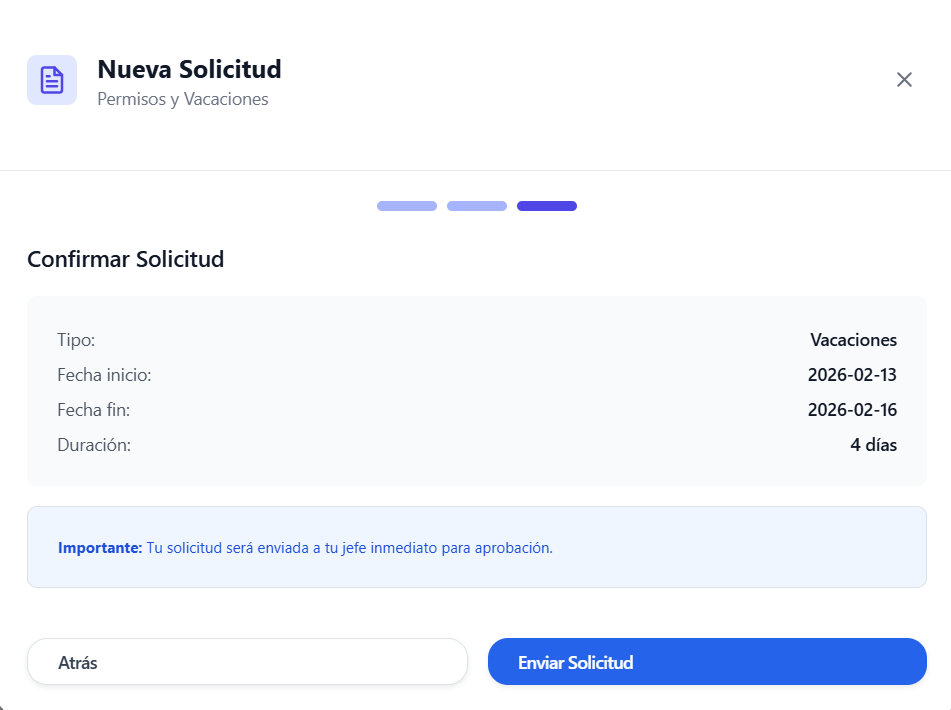 Nueva Solicitud
Permisos y Vacaciones
Confirmar Solicitud
Tipo: Vacaciones
Fecha inicio: 2026-02-13
Fecha fin: 2026-02-16
Duración: 4 días
Importante: Tu solicitud será enviada a tu jefe inmediato para aprobación.
Atrás Enviar Solicitud